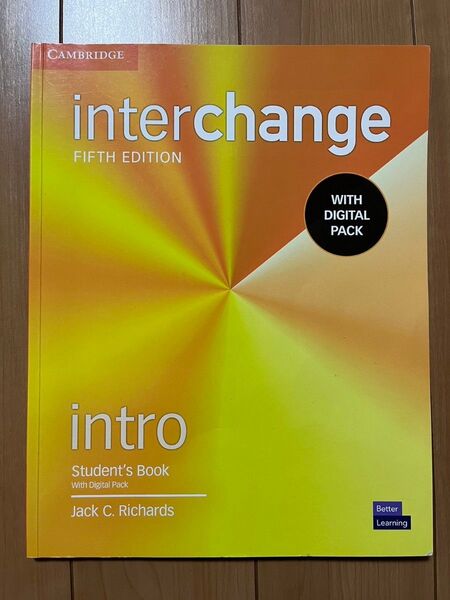 CAMBRIDGE
interchange
FIFTH EDITION
WITH
DIGITAL
PACK
intro
Student's Book
With Digital Pack
Jack C. Richards
Better
Learning